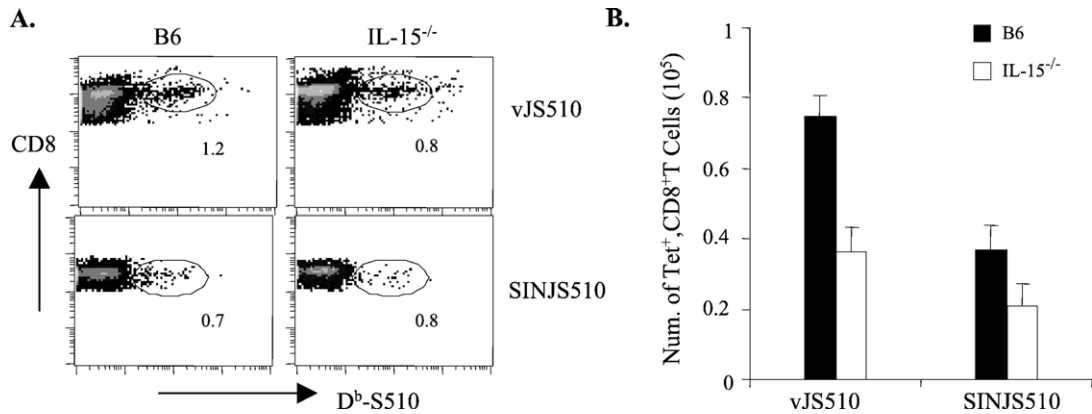 A.
B6
IL-15-/-
CD8
1.2
0.8
vJS510
0.7
0.8
SINJS510
Dᵇ-S510
B.
Num. of Tet⁺,CD8⁺T Cells (10⁵)
1
0.8
0.6
0.4
0.2
0
B6
IL-15-/-
vJS510
SINJS510